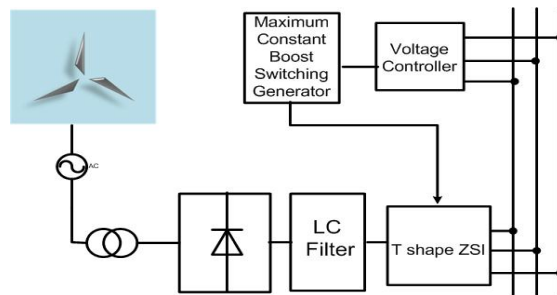 Maximum
Constant
Boost
Switching
Generator
Voltage
Controller
AC
LC
Filter
T shape ZSI